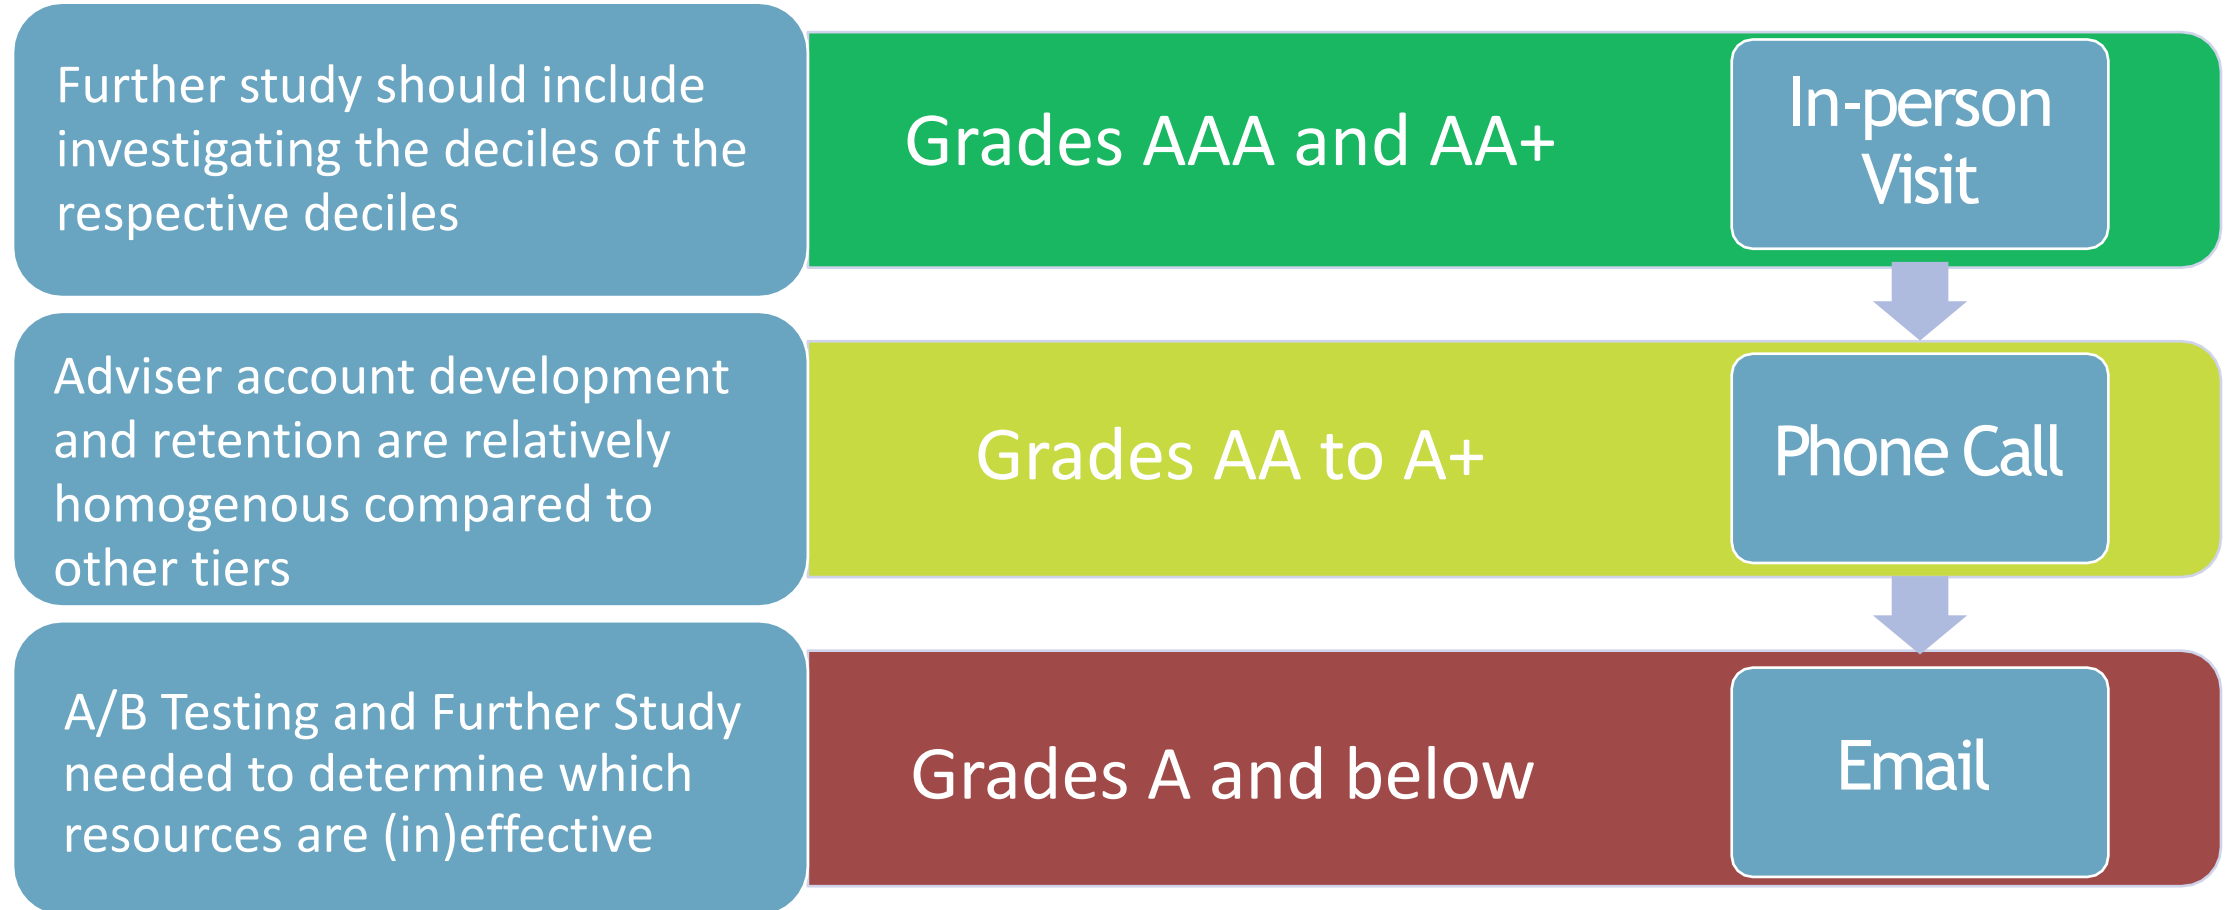 Further study should include
investigating the deciles of the
respective deciles
Grades AAA and AA+
In-person
Visit
Adviser account development
and retention are relatively
homogenous compared to
other tiers
Grades AA to A+
Phone Call
A/B Testing and Further Study
needed to determine which
resources are (in)effective
Grades A and below
Email